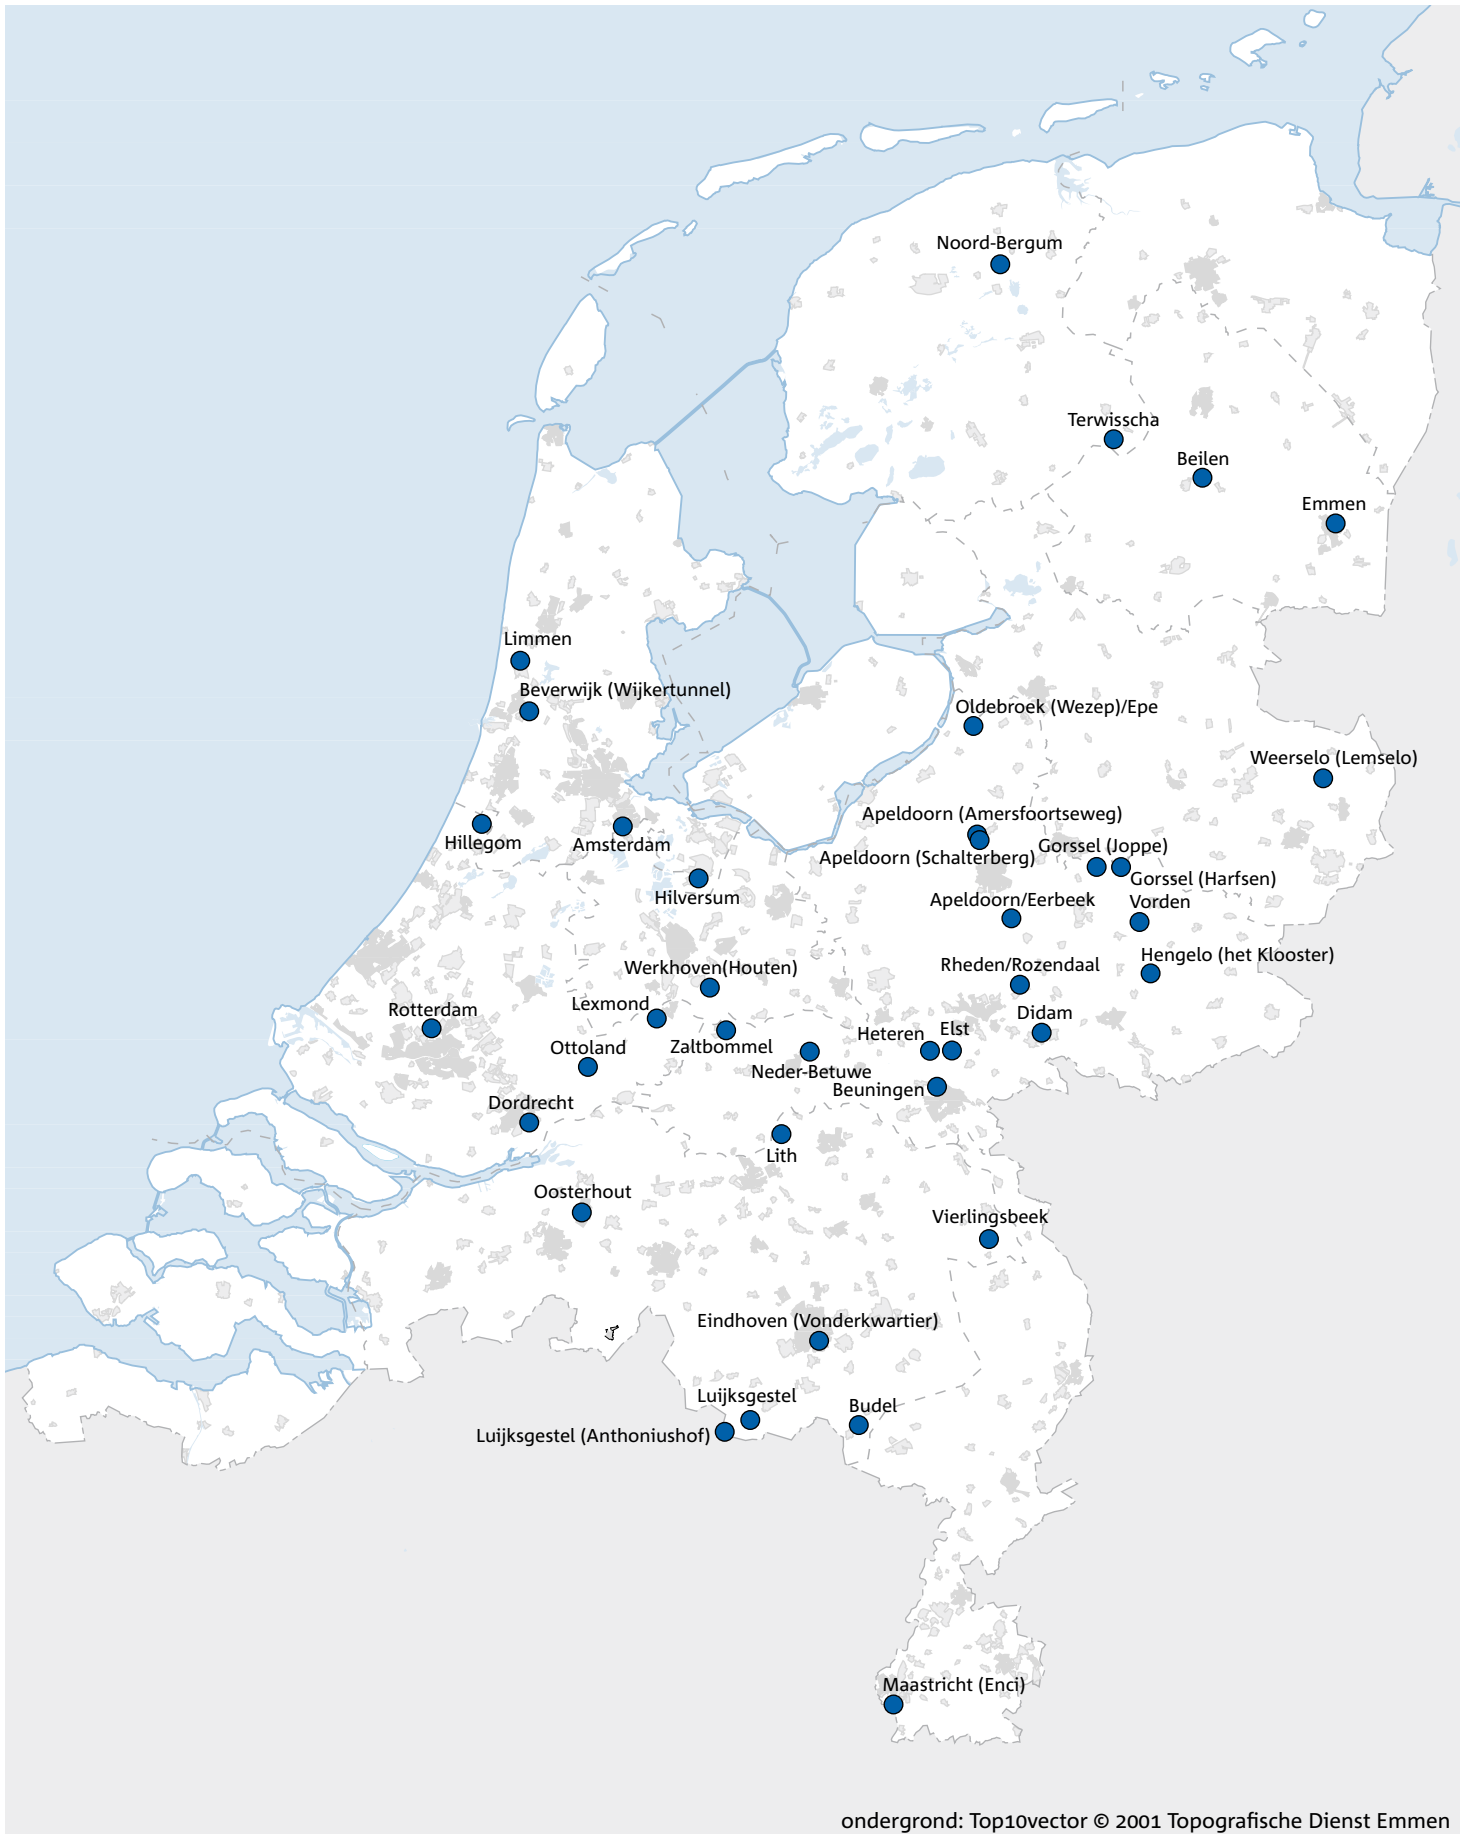 Noord-Bergum
Terwisscha
Beilen
Emmen
Limmen
Beverwijk (Wijkertunnel)
Oldebroek (Wezep)/Epe
Weerselo (Lemselo)
Apeldoorn (Amersfoortseweg)
Hillegom
Amsterdam
Apeldoorn (Schalterberg)
Gorssel (Joppe)
Gorssel (Harfsen)
Hilversum
Apeldoorn/Eerbeek
Vorden
Hengelo (het Klooster)
Werkhoven(Houten)
Rheden/Rozendaal
Lexmond
Rotterdam
Didam
Heteren
Elst
Ottoland
Zaltbommel
Neder-Betuwe
Beuningen
Dordrecht
Lith
Oosterhout
Vierlingsbeek
Eindhoven (Vonderkwartier)
Luijksgestel
Budel
Luijksgestel (Anthoniushof)
Maastricht (Enci)
ondergrond: Top10vector © 2001 Topografische Dienst Emmen